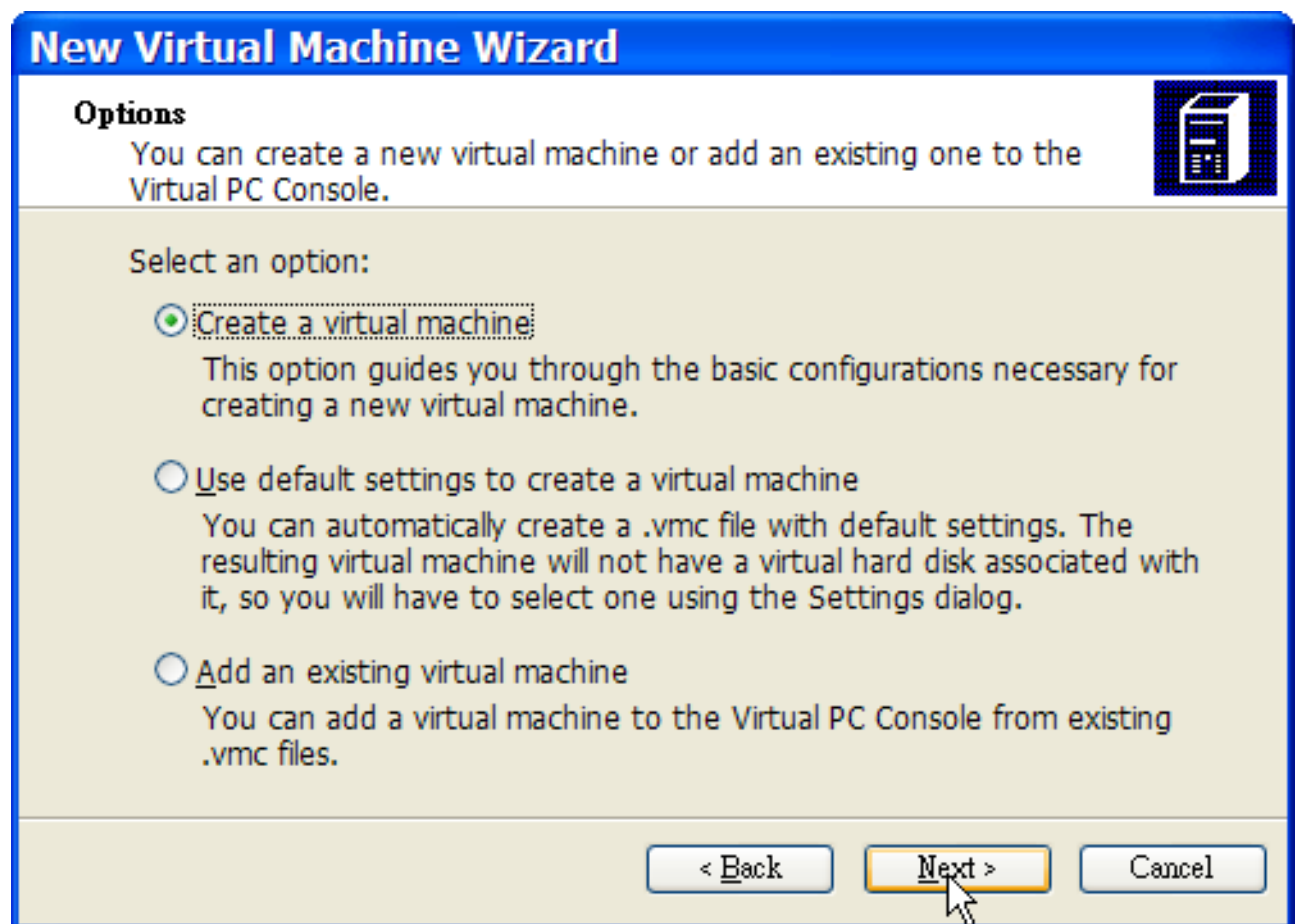 New Virtual Machine Wizard
Options
You can create a new virtual machine or add an existing one to the
Virtual PC Console.
Select an option:
Create a virtual machine
This option guides you through the basic configurations necessary for
creating a new virtual machine.
Use default settings to create a virtual machine
You can automatically create a .vmc file with default settings. The
resulting virtual machine will not have a virtual hard disk associated with
it, so you will have to select one using the Settings dialog.
Add an existing virtual machine
You can add a virtual machine to the Virtual PC Console from existing
.vmc files.
< Back Next > Cancel